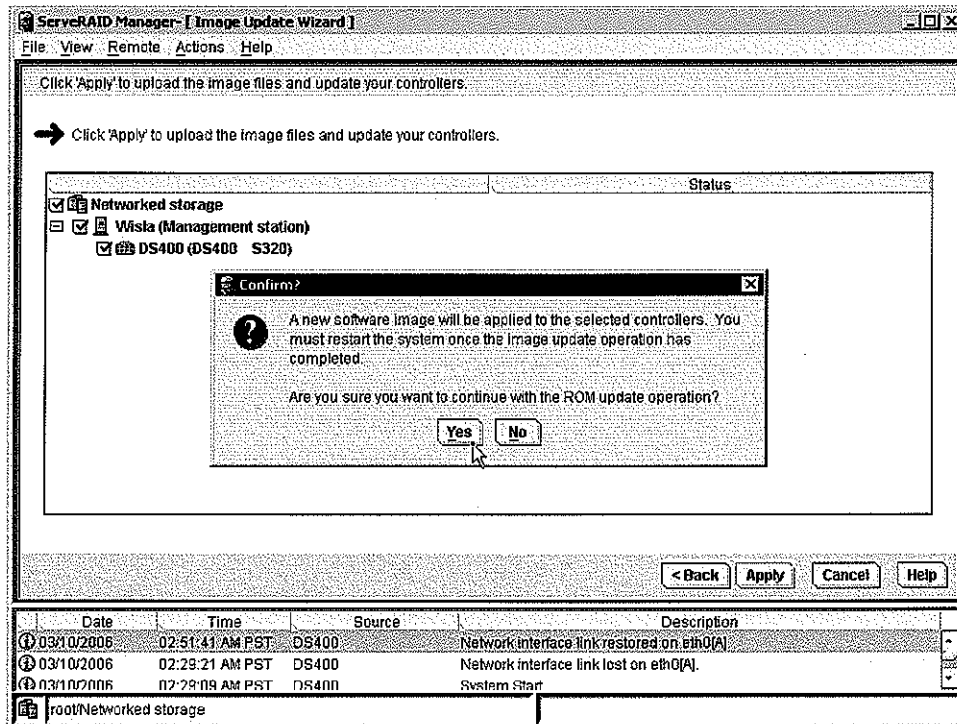 ServeRAID Manager- [ Image Update Wizard ]
File View Remote Actions Help
Click 'Apply' to upload the image files and update your controllers.
Click 'Apply' to upload the image files and update your controllers.
Status
Networked storage
Wisla (Management station)
DS400 (DS400 S320)
Confirm?
A new software image will be applied to the selected controllers. You
must restart the system once the image update operation has
completed.
Are you sure you want to continue with the ROM update operation?
Yes No
< Back Apply Cancel Help
Date Time Source Description
03/10/2006 02:51:41 AM PST DS400 Network interface link restored on eth0[A]
03/10/2006 02:29:21 AM PST DS400 Network interface link lost on eth0[A].
03/10/2006 02:29:09 AM PST DS400 System Start
root/Networked storage